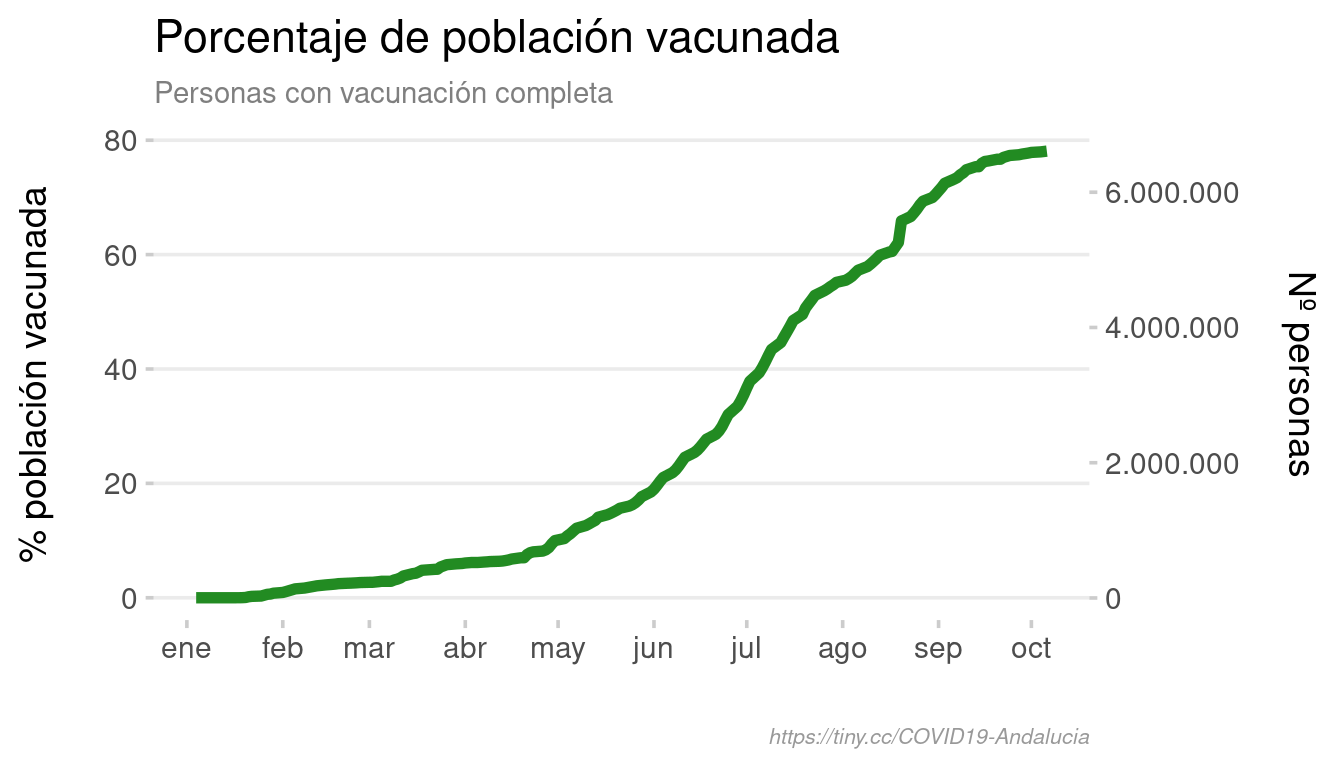 Porcentaje de población vacunada
Personas con vacunación completa
% población vacunada
80
60
40
20
0
6.000.000
4.000.000
2.000.000
0
Nº personas
ene feb mar abr may jun jul ago sep oct
https://tiny.cc/COVID19-Andalucia